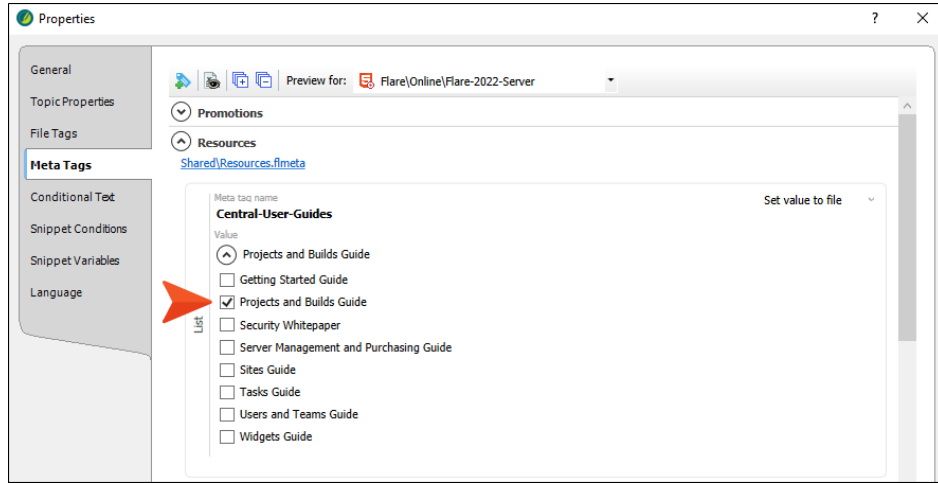 Properties
?
General
Topic Properties
File Tags
Meta Tags
Conditional Text
Snippet Conditions
Snippet Variables
Language
Preview for: Flare\Online\Flare-2022-Server
Promotions
Resources
Shared\Resources.flmeta
Meta tag name
Central-User-Guides
Set value to file
Value
List
Projects and Builds Guide
Getting Started Guide
Projects and Builds Guide
Security Whitepaper
Server Management and Purchasing Guide
Sites Guide
Tasks Guide
Users and Teams Guide
Widgets Guide